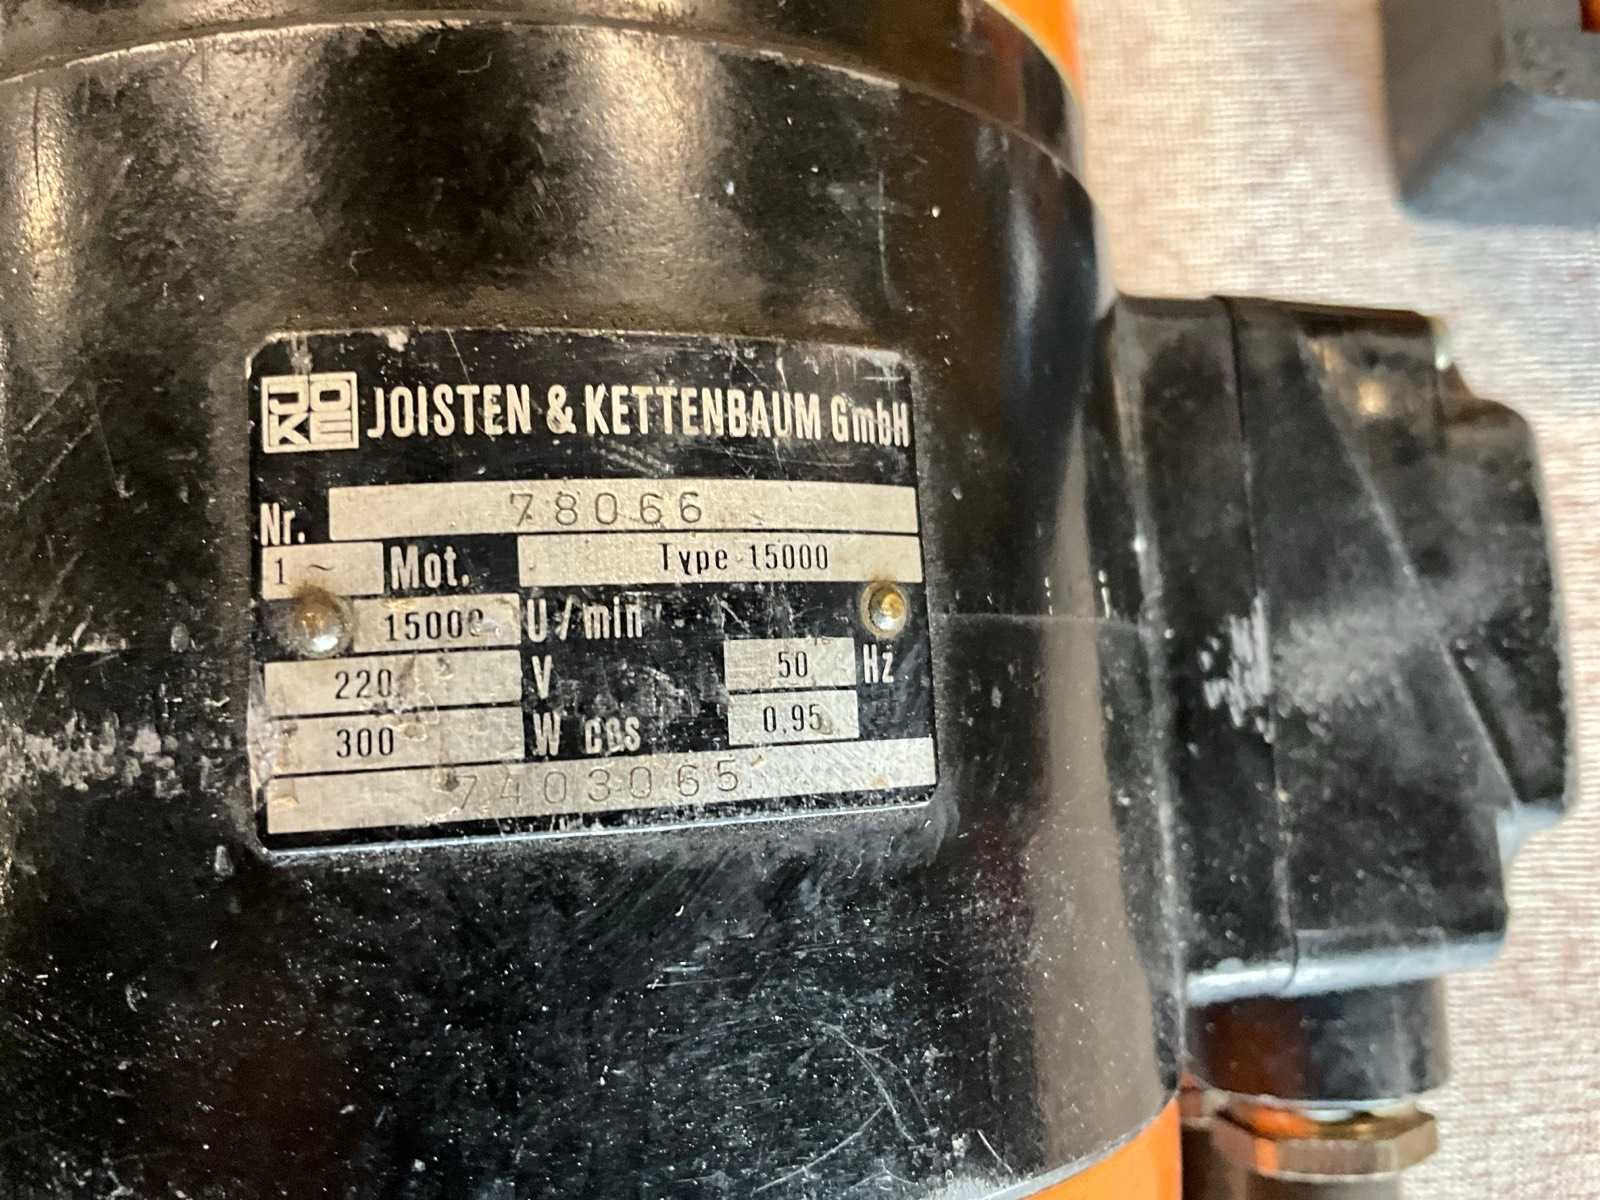 JOKE JOISTEN & KETTENBAUM GmbH
Nr. 78066
1 ~ Mot. Type 15000
15000 U/min
220 V 50 Hz
300 W cos 0,95
7403065